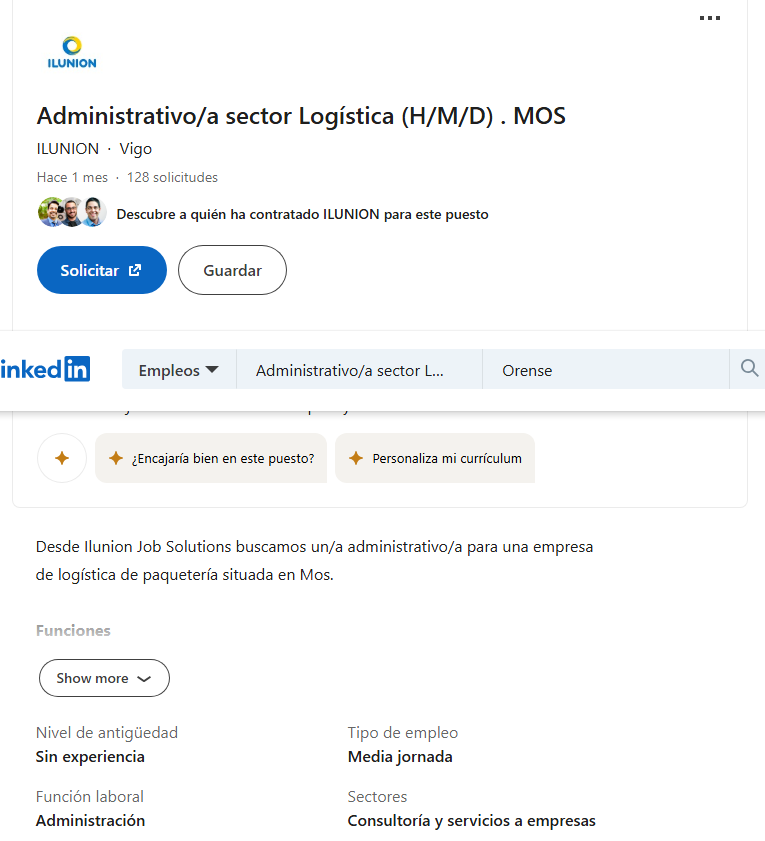 ILUNION
Administrativo/a sector Logística (H/M/D) . MOS
ILUNION · Vigo
Hace 1 mes · 128 solicitudes
Descubre a quién ha contratado ILUNION para este puesto
Solicitar
Guardar
inkedin
Empleos
Administrativo/a sector L...
Orense
¿Encajaría bien en este puesto?
Personaliza mi currículum
Desde Ilunion Job Solutions buscamos un/a administrativo/a para una empresa
de logística de paquetería situada en Mos.
Funciones
Show more
Nivel de antigüedad
Sin experiencia
Tipo de empleo
Media jornada
Función laboral
Administración
Sectores
Consultoría y servicios a empresas